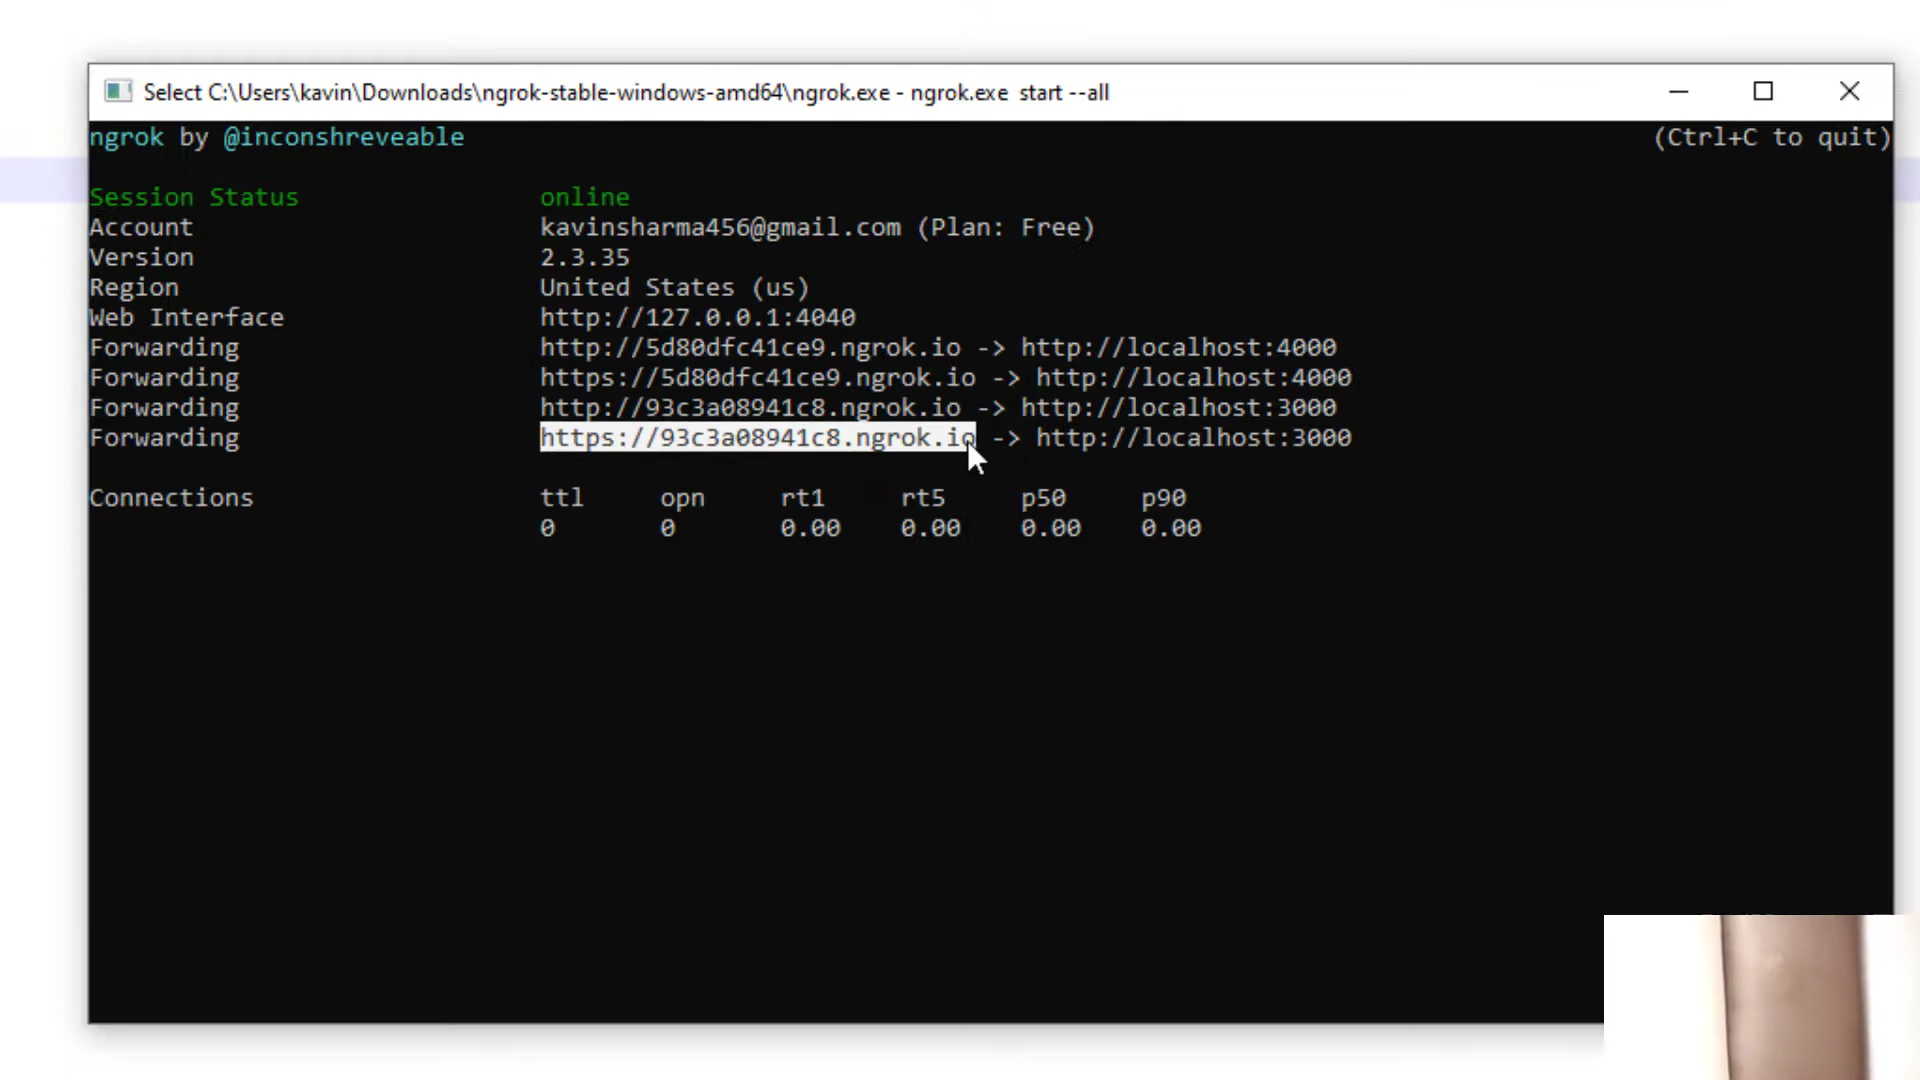 Select C:\Users\kavin\Downloads\ngrok-stable-windows-amd64\ngrok.exe - ngrok.exe  start --all
ngrok by @inconshreveable (Ctrl+C to quit)
Session Status online
Account kavinsharma456@gmail.com (Plan: Free)
Version 2.3.35
Region United States (us)
Web Interface http://127.0.0.1:4040
Forwarding http://5d80dfc41ce9.ngrok.io -> http://localhost:4000
Forwarding https://5d80dfc41ce9.ngrok.io -> http://localhost:4000
Forwarding http://93c3a08941c8.ngrok.io -> http://localhost:3000
Forwarding https://93c3a08941c8.ngrok.io -> http://localhost:3000
Connections ttl opn rt1 rt5 p50 p90
0 0 0.00 0.00 0.00 0.00